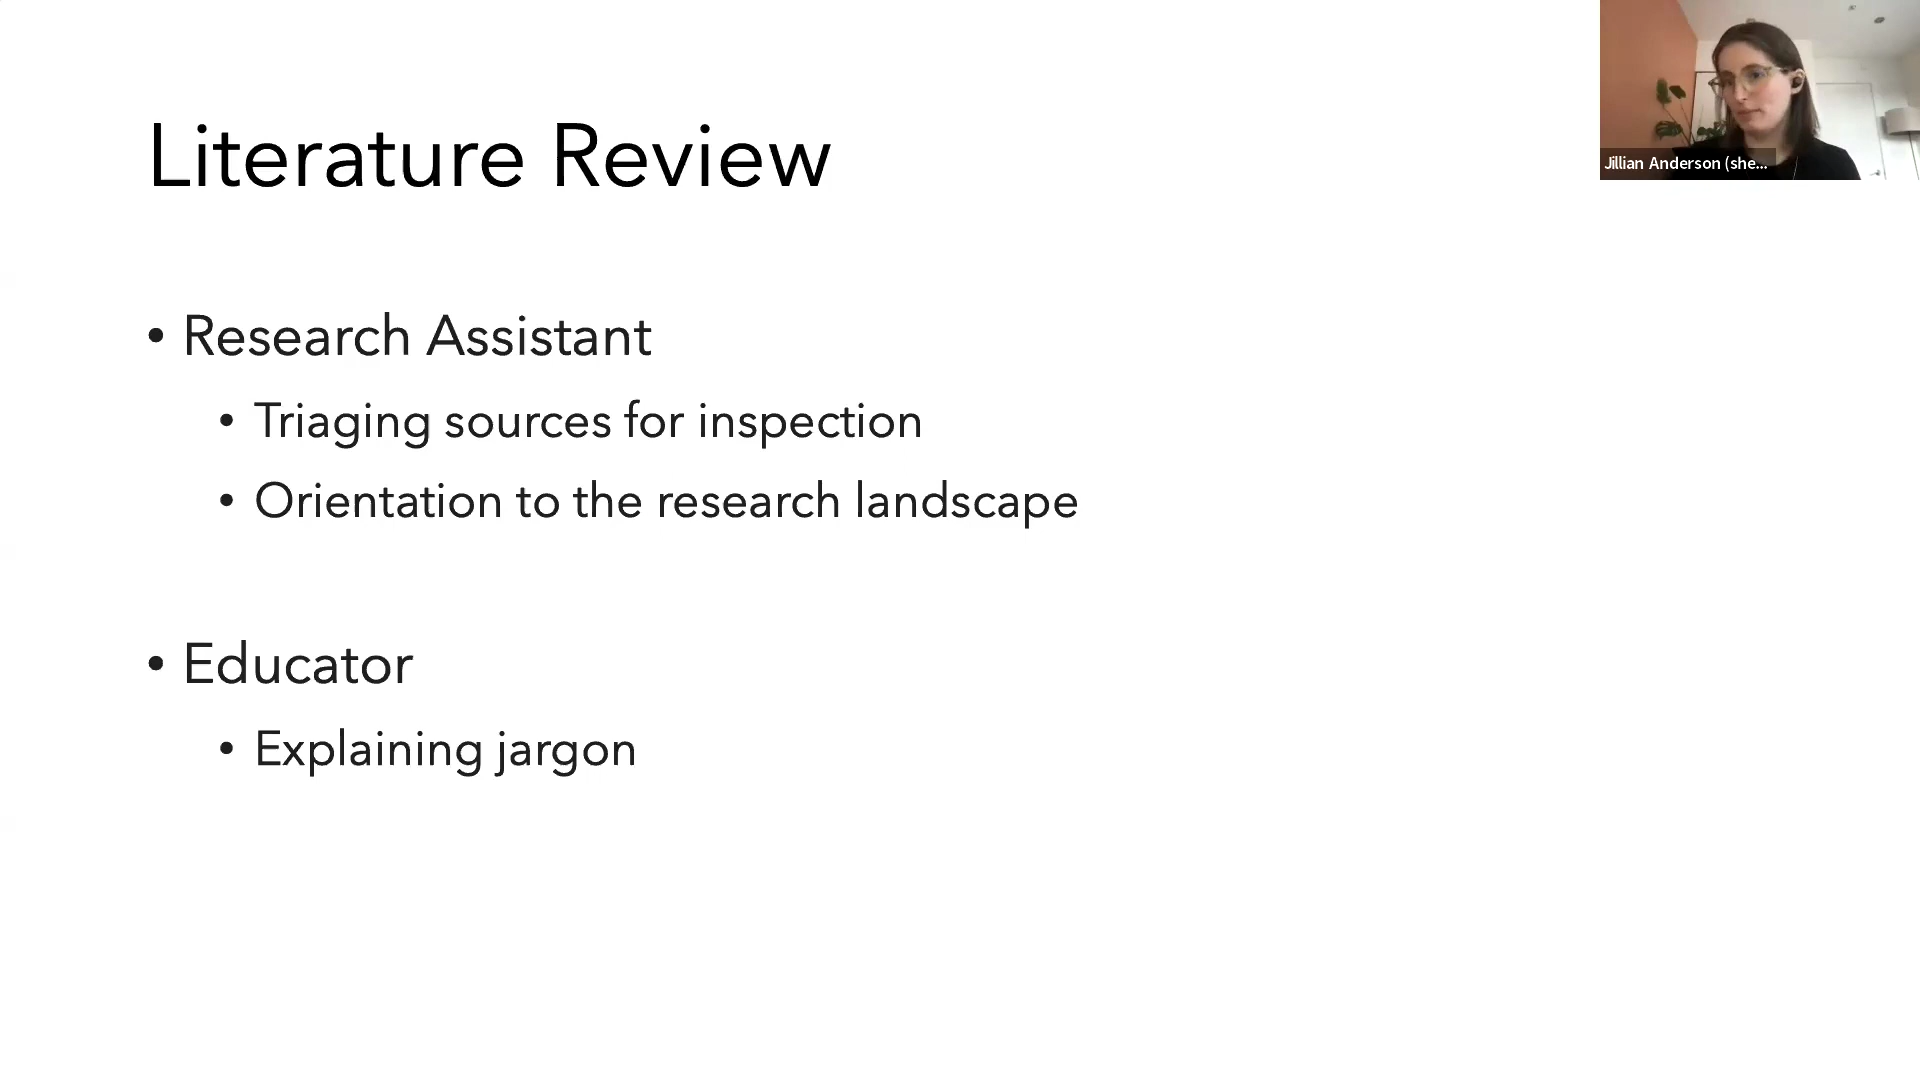 Literature Review
• Research Assistant
• Triaging sources for inspection
• Orientation to the research landscape
• Educator
• Explaining jargon
Jillian Anderson (she...